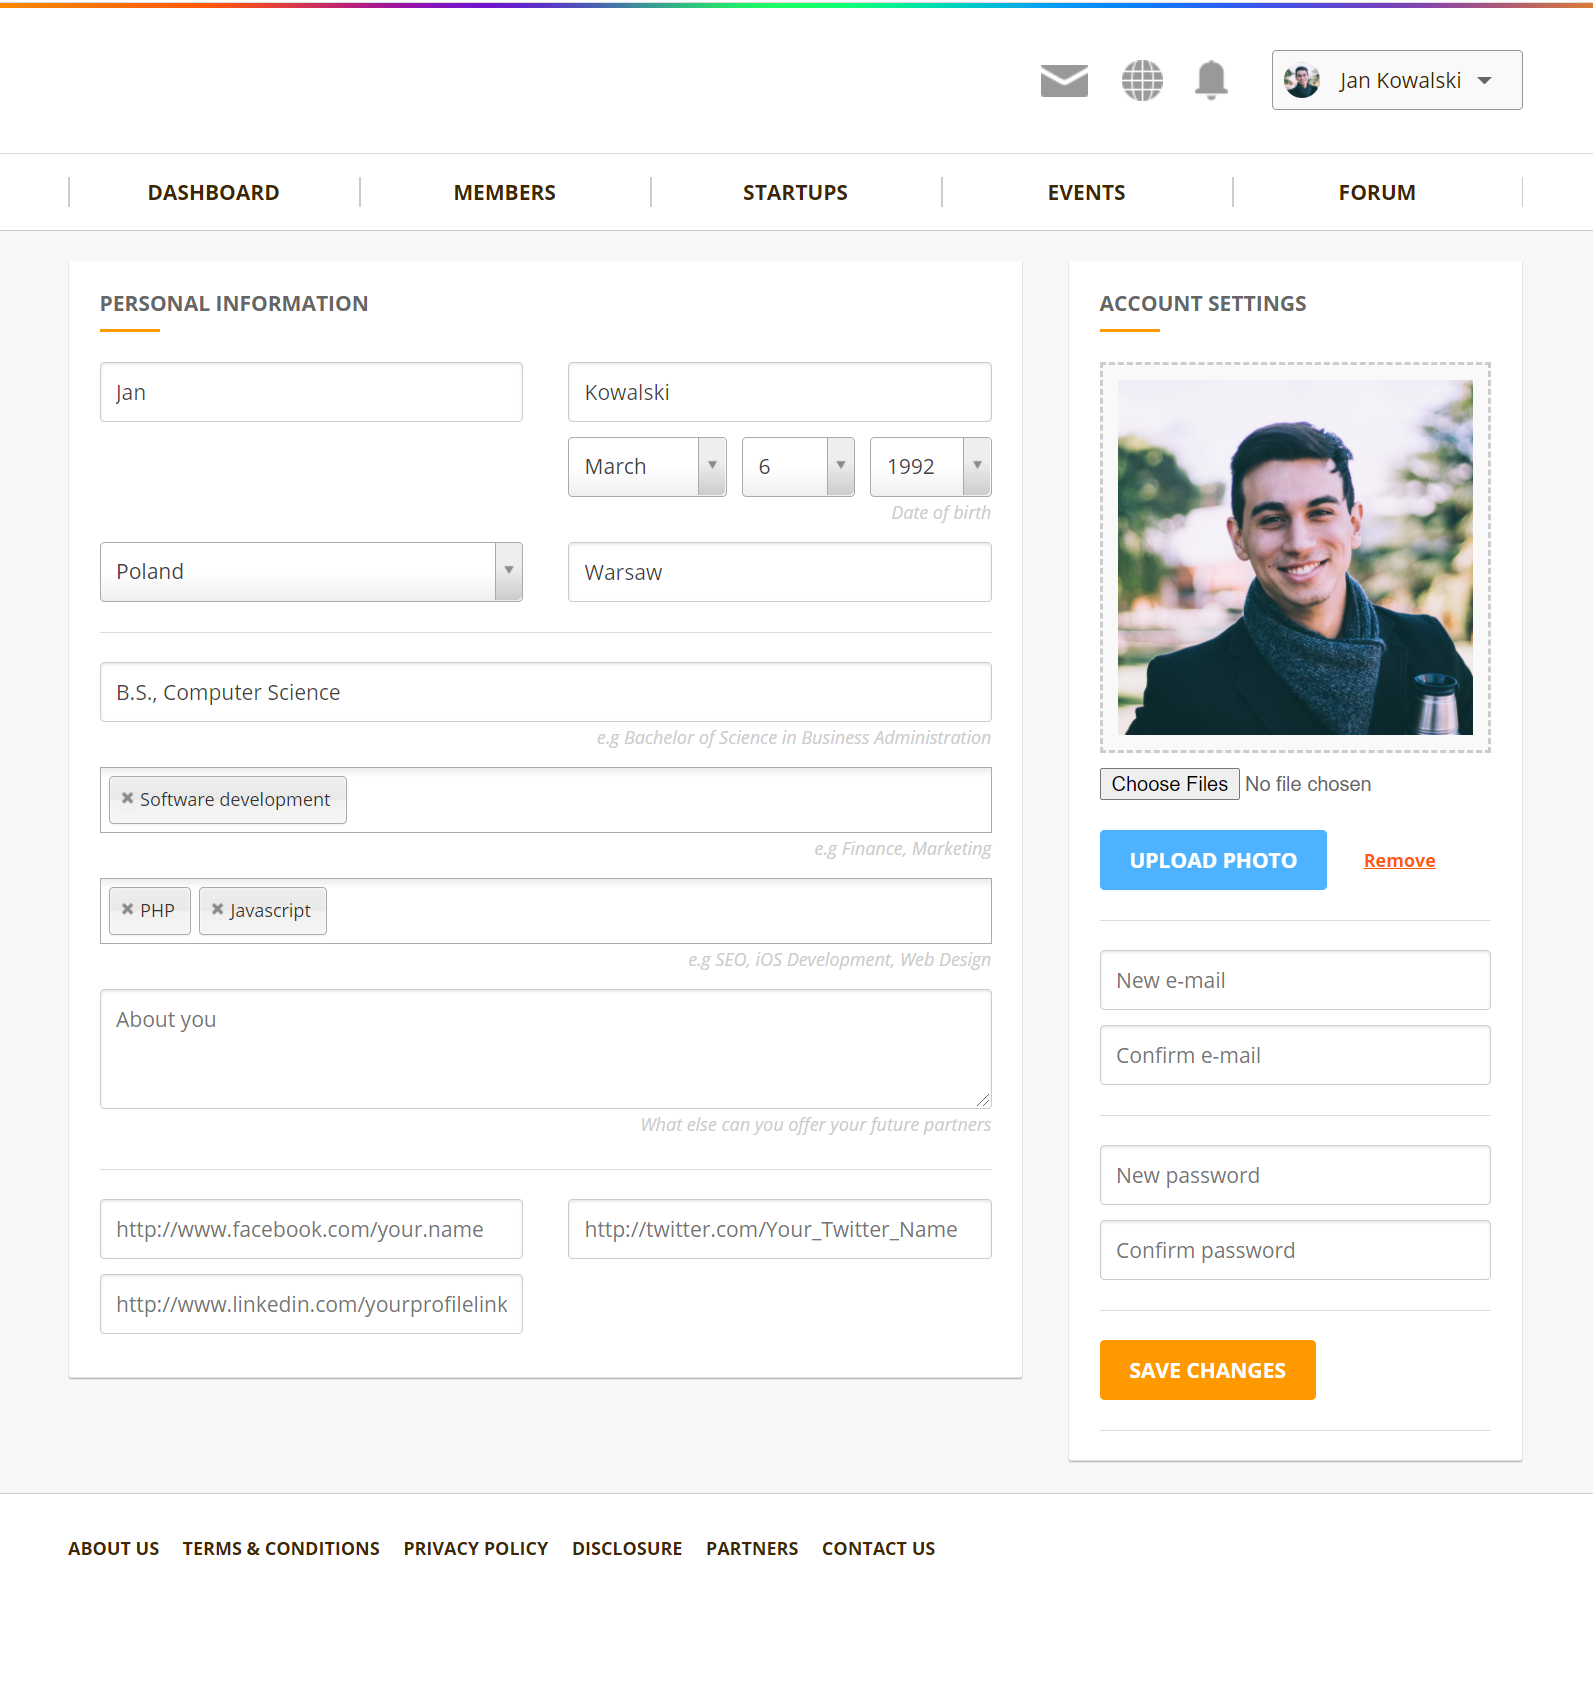 Jan Kowalski
DASHBOARD
MEMBERS
STARTUPS
EVENTS
FORUM
PERSONAL INFORMATION
Jan
Kowalski
March
6
1992
Date of birth
Poland
Warsaw
B.S., Computer Science
e.g Bachelor of Science in Business Administration
Software development
e.g Finance, Marketing
PHP
Javascript
e.g SEO, iOS Development, Web Design
About you
What else can you offer your future partners
http://www.facebook.com/your.name
http://twitter.com/Your_Twitter_Name
http://www.linkedin.com/yourprofilelink
ACCOUNT SETTINGS
Choose Files No file chosen
UPLOAD PHOTO
Remove
New e-mail
Confirm e-mail
New password
Confirm password
SAVE CHANGES
ABOUT US
TERMS & CONDITIONS
PRIVACY POLICY
DISCLOSURE
PARTNERS
CONTACT US